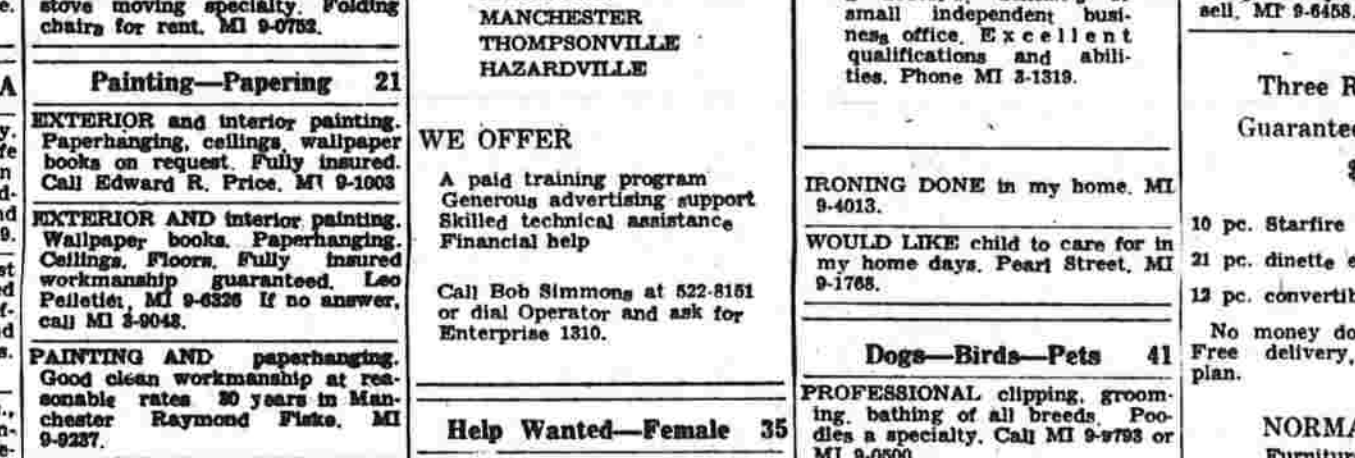 stove moving specialty. Folding
chairs for rent. MI 9-0752.
Painting—Papering 21
EXTERIOR and interior painting.
Paperhanging, ceilings, wallpaper
books on request. Fully insured.
Call Edward R. Price, MI 9-1003
EXTERIOR AND interior painting.
Wallpaper books. Paperhanging.
Ceilings. Floors. Fully insured
workmanship guaranteed. Leo
Pelletier, MI 9-6326 If no answer,
call MI 3-9048.
PAINTING AND paperhanging.
Good clean workmanship at rea-
sonable rates 30 years in Man-
chester Raymond Fiske. MI
9-9237.
MANCHESTER
THOMPSONVILLE
HAZARDVILLE
WE OFFER
A paid training program
Generous advertising support
Skilled technical assistance
Financial help
Call Bob Simmons at 522-8151
or dial Operator and ask for
Enterprise 1310.
Help Wanted—Female 35
small independent busi-
ness office. Excellent
qualifications and abili-
ties. Phone MI 3-1319.
IRONING DONE in my home. MI
9-4013.
WOULD LIKE child to care for in
my home days. Pearl Street. MI
9-1768.
Dogs—Birds—Pets 41
PROFESSIONAL clipping, groom-
ing, bathing of all breeds. Poo-
dles a specialty. Call MI 9-9793 or
MI 9-0500
sell. MI 9-6458.
Three R
Guarantee
$
10 pc. Starfire
21 pc. dinette e
12 pc. convertib
No money do
Free delivery,
plan.
NORMA
Furnitur